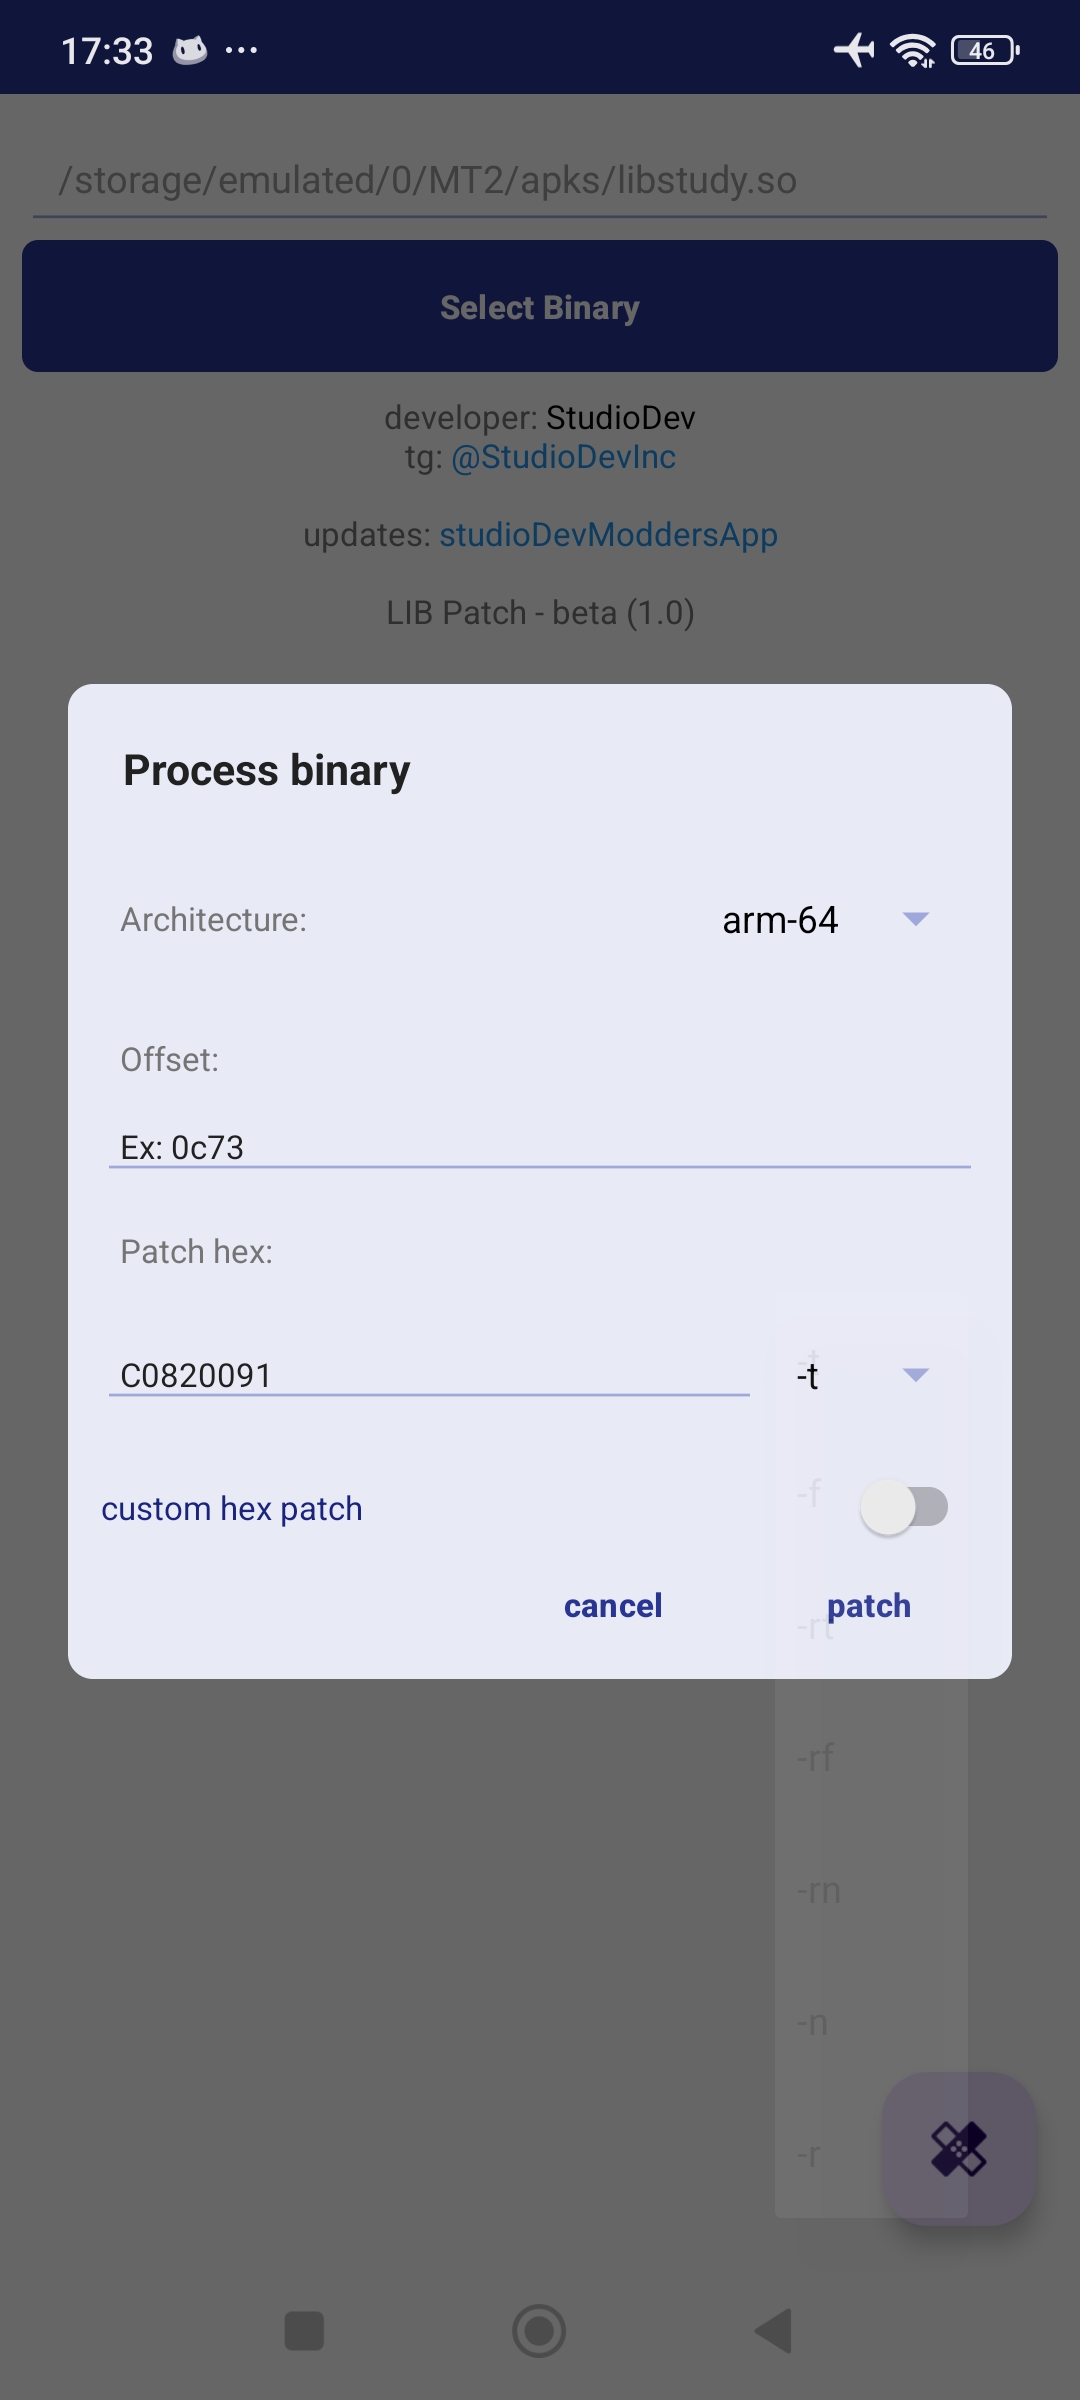 17:33
46
/storage/emulated/0/MT2/apks/libstudy.so
Select Binary
developer: StudioDev
tg: @StudioDevInc
updates: studioDevModdersApp
LIB Patch - beta (1.0)
Process binary
Architecture:
arm-64
Offset:
Ex: 0c73
Patch hex:
-t
C0820091
-t
-f
custom hex patch
cancel
patch
-rt
-rf
-rn
-n
-r